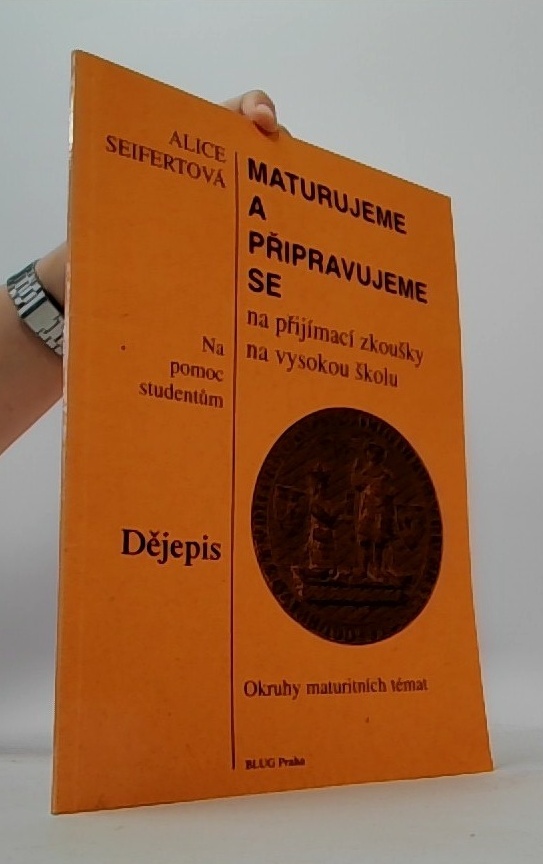 ALICE
SEIFERTOVÁ
MATURUJEME
A
PŘIPRAVUJEME
SE
na přijímací zkoušky
na vysokou školu
Na
pomoc
studentům
Dějepis
Okruhy maturitních témat
BLUG Praha